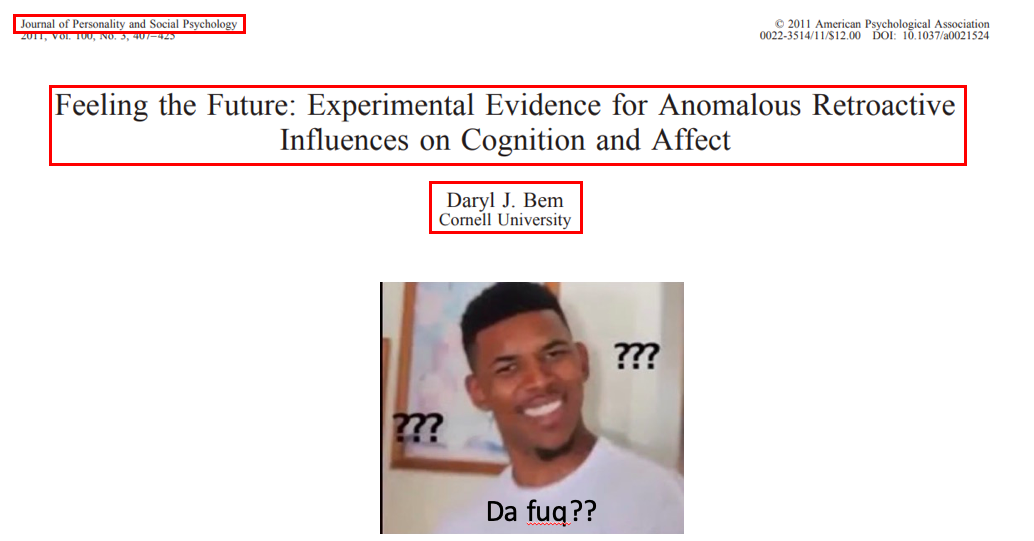 Journal of Personality and Social Psychology
2011, Vol. 100, No. 3, 407–425
© 2011 American Psychological Association
0022-3514/11/$12.00 DOI: 10.1037/a0021524
Feeling the Future: Experimental Evidence for Anomalous Retroactive
Influences on Cognition and Affect
Daryl J. Bem
Cornell University
???
???
Da fuq??